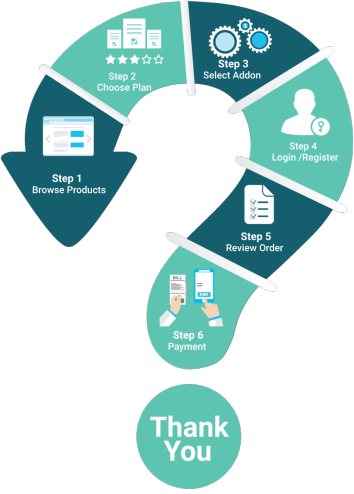 Step 1
Browse Products
Step 2
Choose Plan
Step 3
Select Addon
Step 4
Login /Register
Step 5
Review Order
BILL
PAY
Step 6
Payment
Thank
You